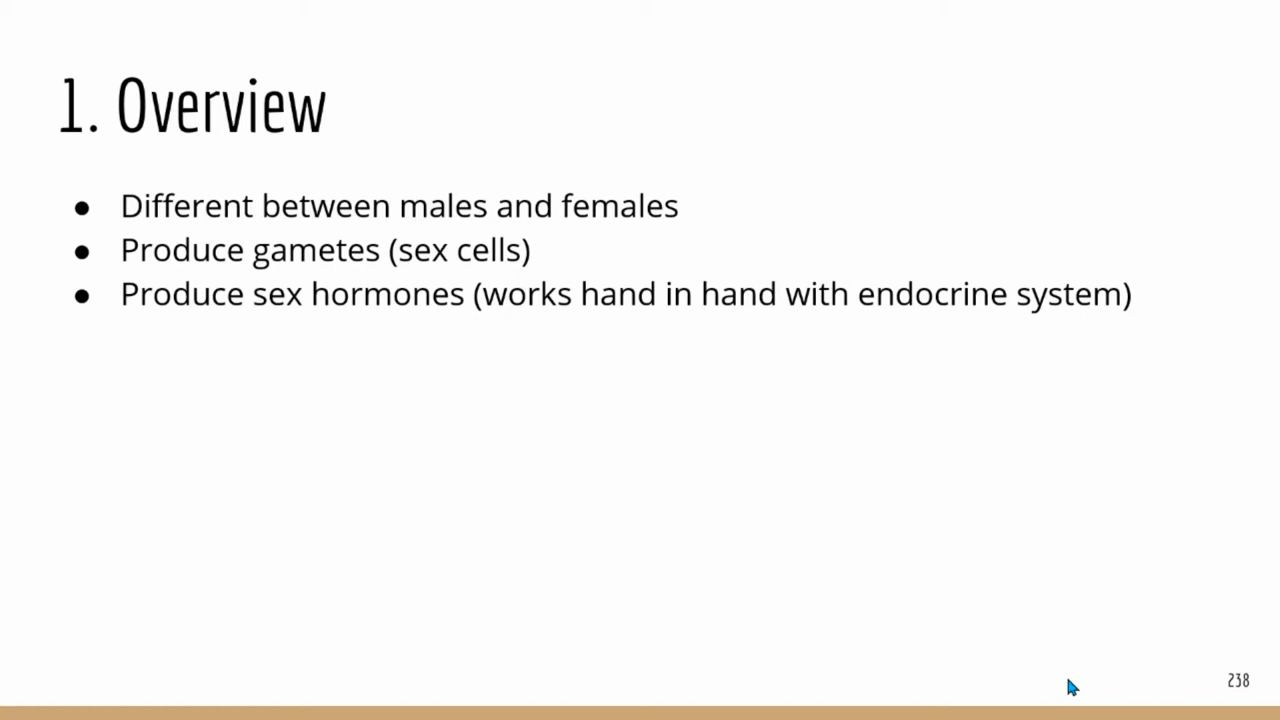 1. Overview
● Different between males and females
● Produce gametes (sex cells)
● Produce sex hormones (works hand in hand with endocrine system)
238